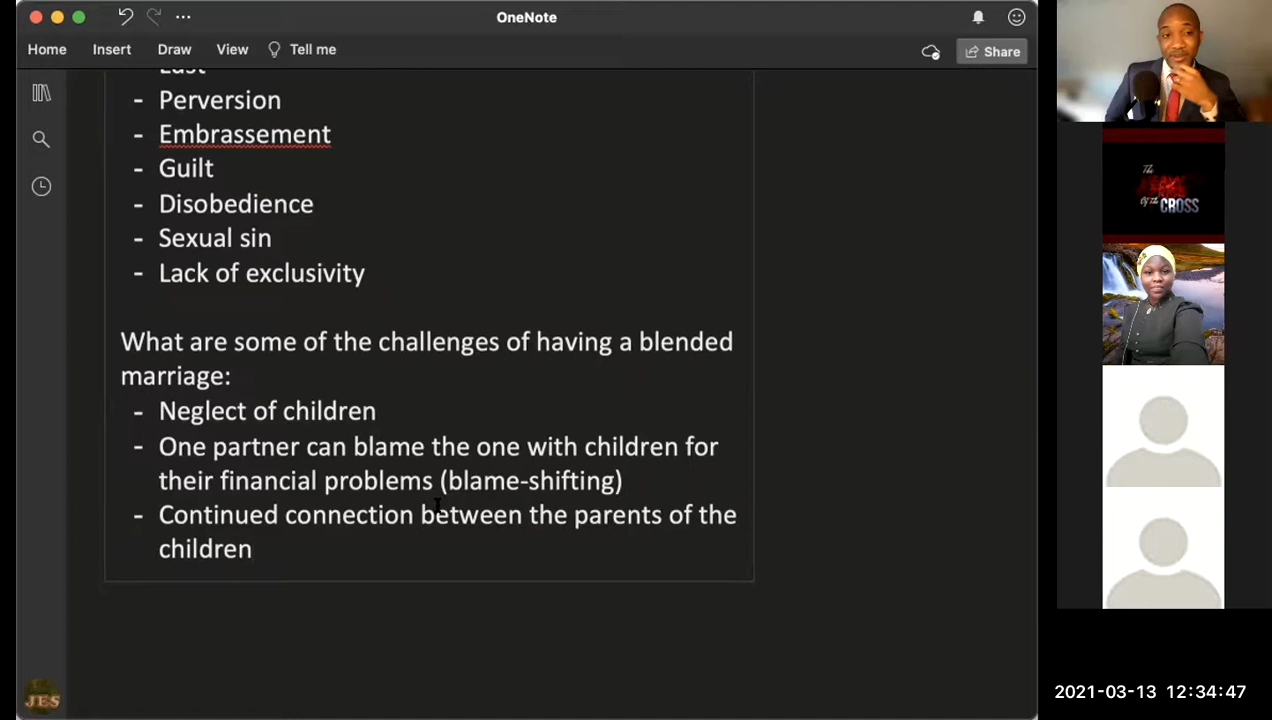 OneNote
Home Insert Draw View Tell me Share
- Perversion
- Embrassement
- Guilt
- Disobedience
- Sexual sin
- Lack of exclusivity
What are some of the challenges of having a blended
marriage:
- Neglect of children
- One partner can blame the one with children for
their financial problems (blame-shifting)
- Continued connection between the parents of the
children
JES
The
Of the CROSS
2021-03-13 12:34:47